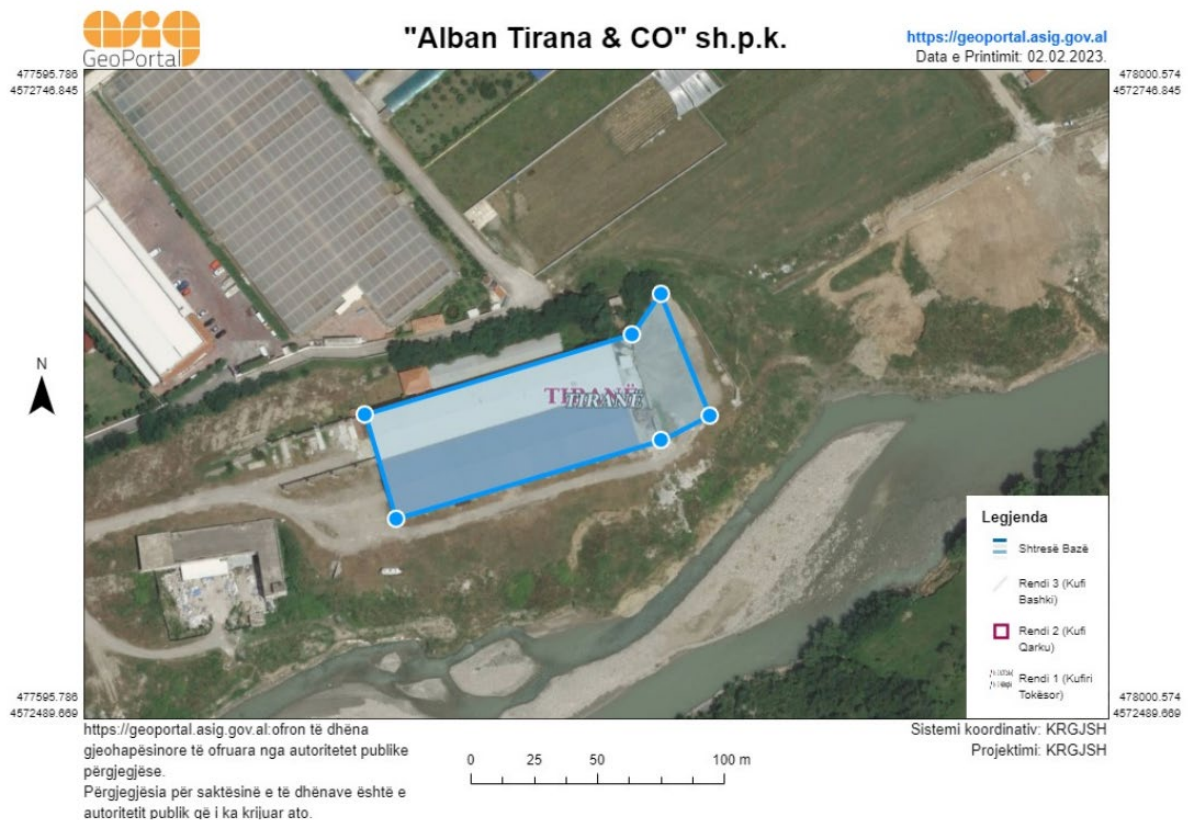 asig
GeoPortal
"Alban Tirana & CO" sh.p.k.
https://geoportal.asig.gov.al
Data e Printimit: 02.02.2023.
477595.786
4572746.845
478000.574
4572746.845
N
TIRANË
TIRANË
Legjenda
Shtresë Bazë
Rendi 3 (Kufi
Bashki)
Rendi 2 (Kufi
Qarku)
Rendi 1 (Kufiri
Tokësor)
477595.786
4572489.669
478000.574
4572489.669
https://geoportal.asig.gov.al:ofron të dhëna
gjeohapësinore të ofruara nga autoritetet publike
përgjegjëse.
Përgjegjësia për saktësinë e të dhënave është e
autoritetit publik që i ka krijuar ato.
0 25 50 100 m
Sistemi koordinativ: KRGJSH
Projektimi: KRGJSH